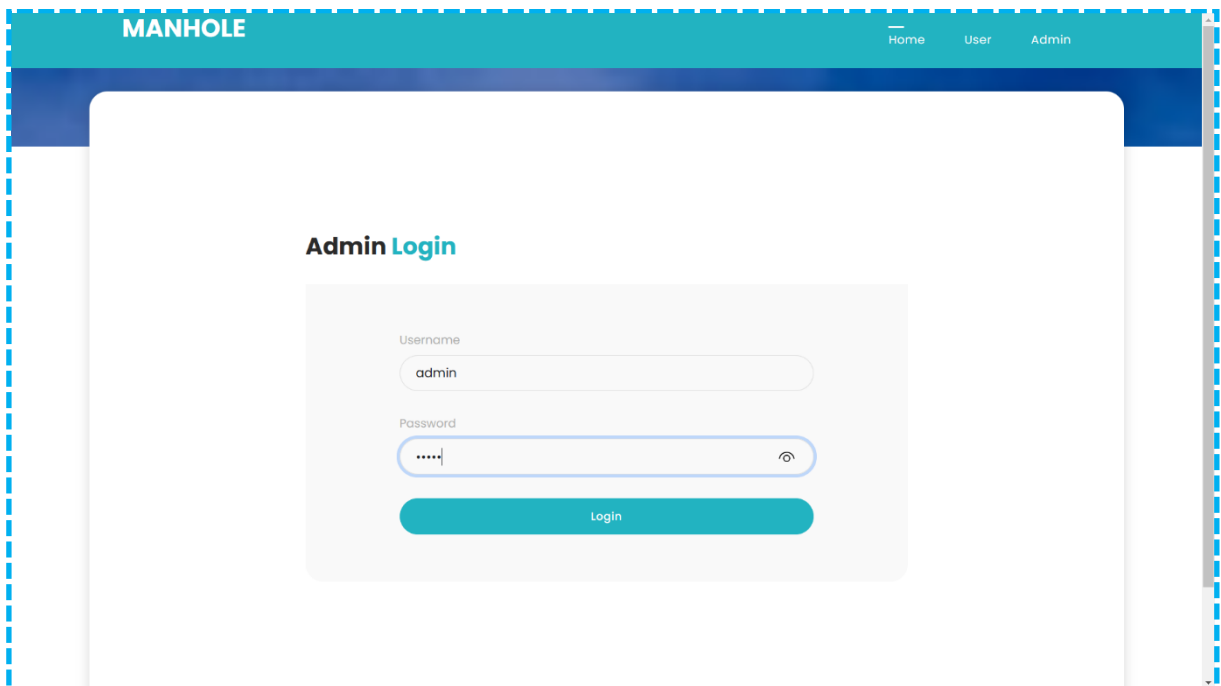 MANHOLE
Home User Admin
Admin Login
Username
admin
Password
•••••
Login